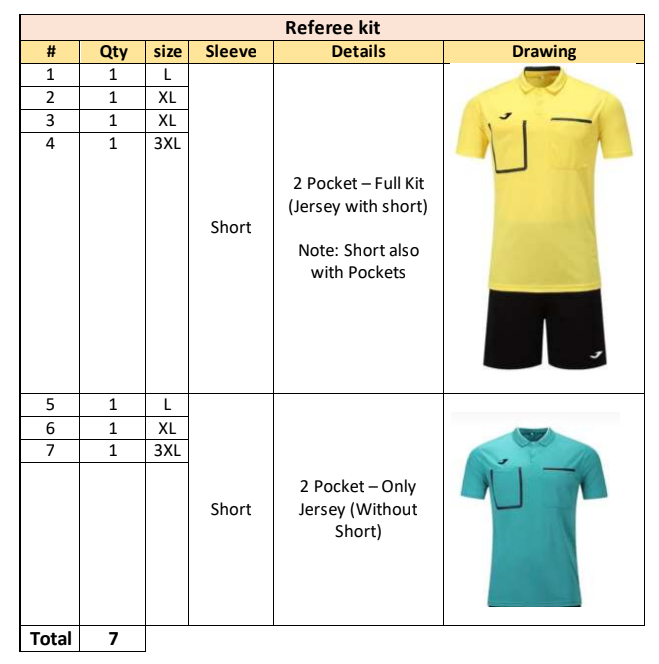 Referee kit
# Qty size Sleeve Details Drawing
1 1 L
2 1 XL
3 1 XL
4 1 3XL
Short
2 Pocket – Full Kit
(Jersey with short)
Note: Short also
with Pockets
5 1 L
6 1 XL
7 1 3XL
Short
2 Pocket – Only
Jersey (Without
Short)
Total 7